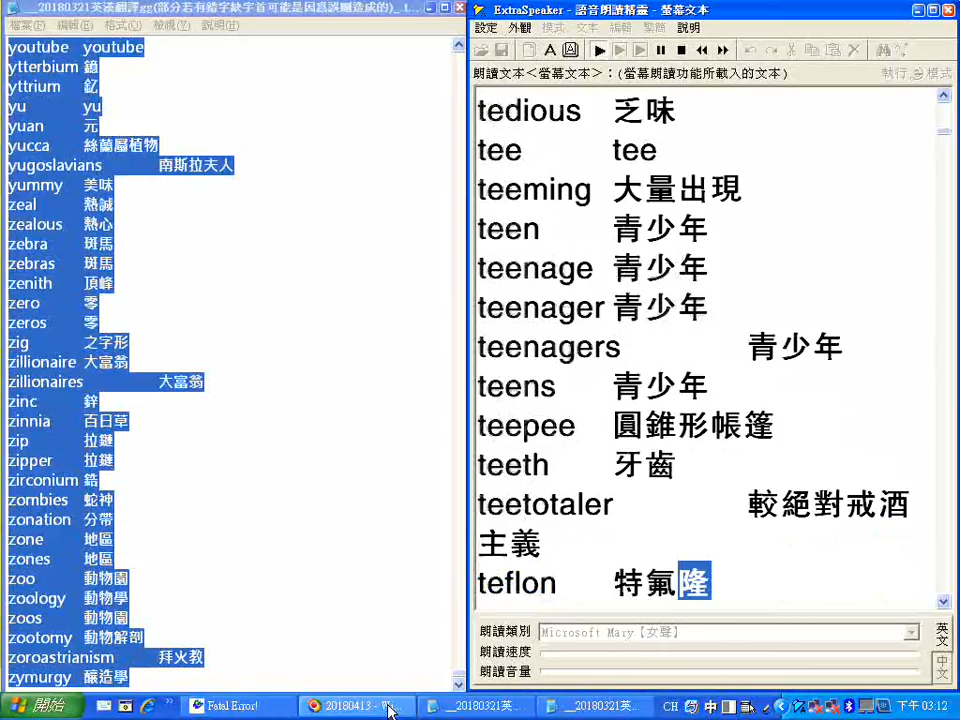 __20180321英漢翻譯gg(部分若有錯字缺字首可能是因為誤刪造成的)_
檔案(F) 編輯(E) 格式(O) 檢視(V) 說明(H)
youtube youtube
ytterbium 鐿
yttrium 釔
yu yu
yuan 元
yucca 絲蘭屬植物
yugoslavians 南斯拉夫人
yummy 美味
zeal 熱誠
zealous 熱心
zebra 斑馬
zebras 斑馬
zenith 頂峰
zero 零
zeros 零
zig 之字形
zillionaire 大富翁
zillionaires 大富翁
zinc 鋅
zinnia 百日草
zip 拉鏈
zipper 拉鏈
zirconium 鋯
zombies 蛇神
zonation 分帶
zone 地區
zones 地區
zoo 動物園
zoology 動物學
zoos 動物園
zootomy 動物解剖
zoroastrianism 拜火教
zymurgy 釀造學
ExtraSpeaker - 語音朗讀精靈 - 螢幕文本
設定 外觀 模式 文本 編輯 螢幕 說明
朗讀文本<螢幕文本>：(螢幕朗讀功能所載入的文本)
執行 模式
tedious 乏味
tee tee
teeming 大量出現
teen 青少年
teenage 青少年
teenager 青少年
teenagers 青少年
teens 青少年
teepee 圓錐形帳篷
teeth 牙齒
teetotaler 較絕對戒酒
主義
teflon 特氟隆
朗讀類別 Microsoft Mary【女聲】
朗讀速度
朗讀音量
英文
中文
開始
Fatal Error!
20180413 -
__20180321英...
__20180321英...
CH
中
下午 03:12